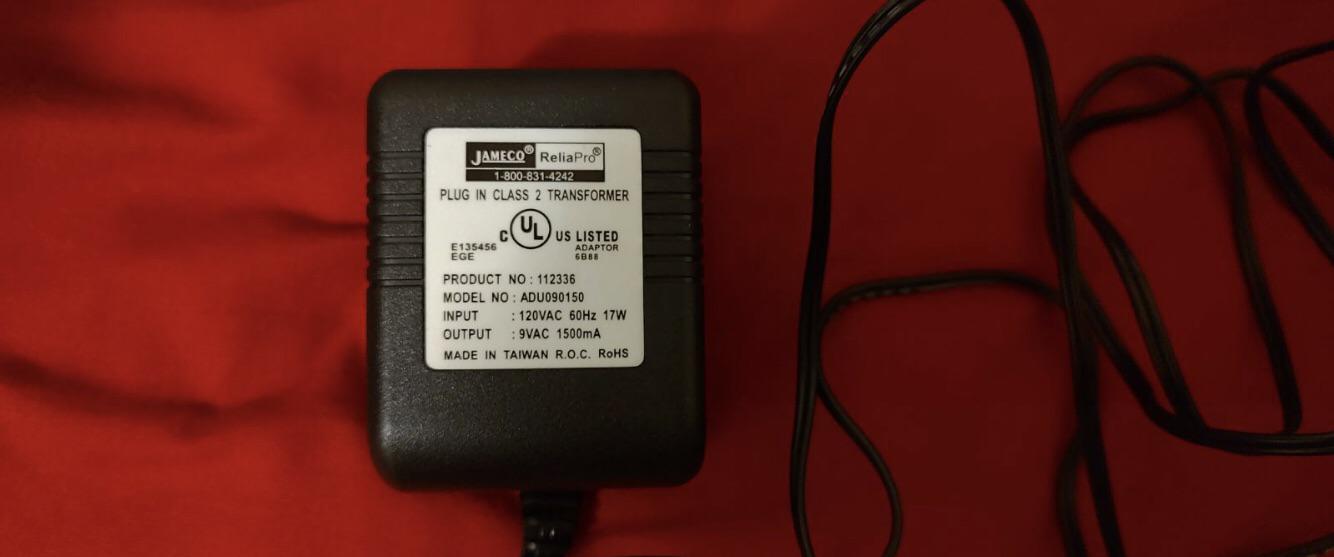 JAMECO® ReliaPro®
1-800-831-4242
PLUG IN CLASS 2 TRANSFORMER
C UL US LISTED
E135456 ADAPTOR
EGE 6B88
PRODUCT NO : 112336
MODEL NO : ADU090150
INPUT : 120VAC 60Hz 17W
OUTPUT : 9VAC 1500mA
MADE IN TAIWAN R.O.C. RoHS